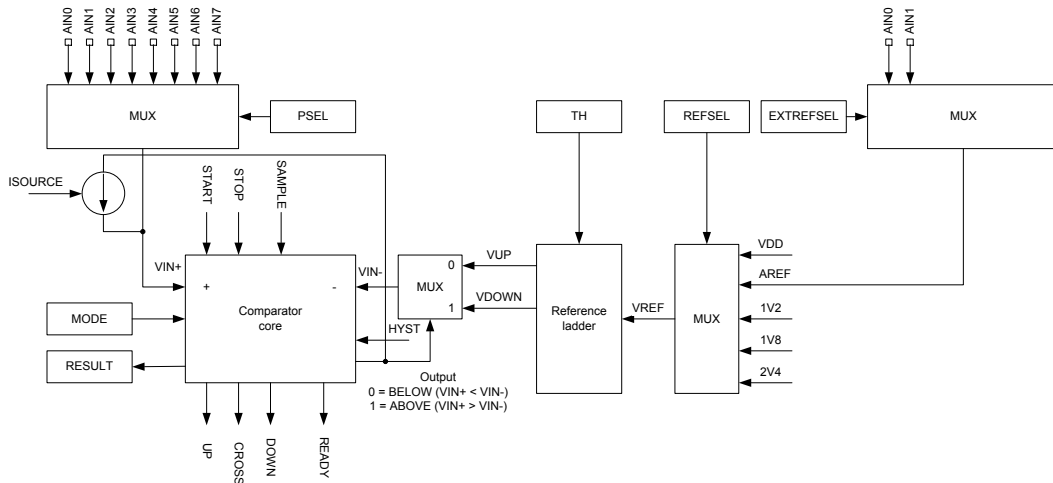 AIN0
AIN1
AIN2
AIN3
AIN4
AIN5
AIN6
AIN7
AIN0
AIN1
MUX
PSEL
TH
REFSEL
EXTREFSEL
MUX
ISOURCE
START
STOP
SAMPLE
VIN+
VIN-
VUP
VDOWN
VDD
AREF
1V2
1V8
2V4
+
-
0
MUX
1
Comparator
core
Reference
ladder
VREF
MUX
MODE
HYST
RESULT
Output
0 = BELOW (VIN+ < VIN-)
1 = ABOVE (VIN+ > VIN-)
UP
CROSS
DOWN
READY